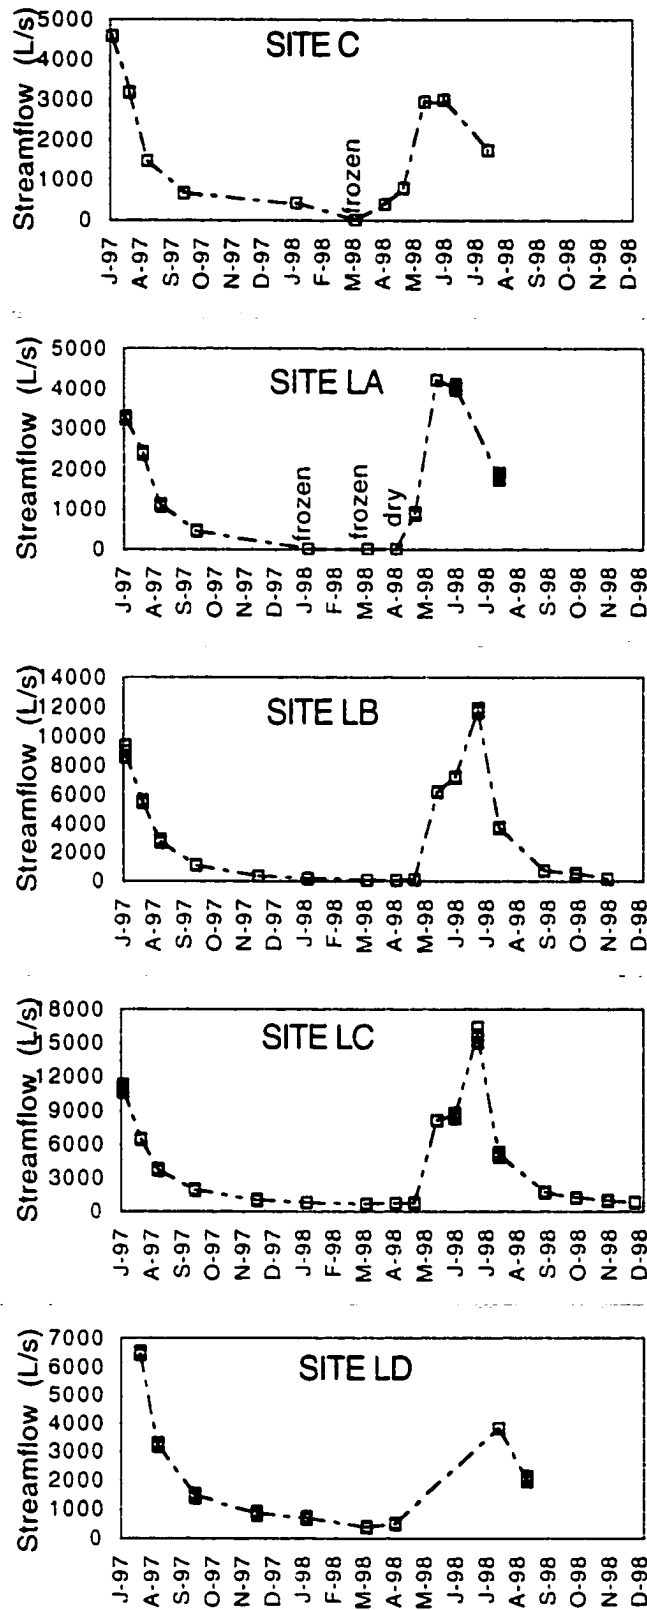 SITE C
Streamflow (L/s)
5000
4000
3000
2000
1000
0
frozen
J-97
A-97
S-97
O-97
N-97
D-97
J-98
F-98
M-98
A-98
M-98
J-98
J-98
A-98
S-98
O-98
N-98
D-98
SITE LA
Streamflow (L/s)
5000
4000
3000
2000
1000
0
frozen
frozen
dry
J-97
A-97
S-97
O-97
N-97
D-97
J-98
F-98
M-98
A-98
M-98
J-98
J-98
A-98
S-98
O-98
N-98
D-98
SITE LB
Streamflow (L/s)
14000
12000
10000
8000
6000
4000
2000
0
J-97
A-97
S-97
O-97
N-97
D-97
J-98
F-98
M-98
A-98
M-98
J-98
J-98
A-98
S-98
O-98
N-98
D-98
SITE LC
Streamflow (L/s)
18000
15000
12000
9000
6000
3000
0
J-97
A-97
S-97
O-97
N-97
D-97
J-98
F-98
M-98
A-98
M-98
J-98
J-98
A-98
S-98
O-98
N-98
D-98
SITE LD
Streamflow (L/s)
7000
6000
5000
4000
3000
2000
1000
0
J-97
A-97
S-97
O-97
N-97
D-97
J-98
F-98
M-98
A-98
M-98
J-98
J-98
A-98
S-98
O-98
N-98
D-98